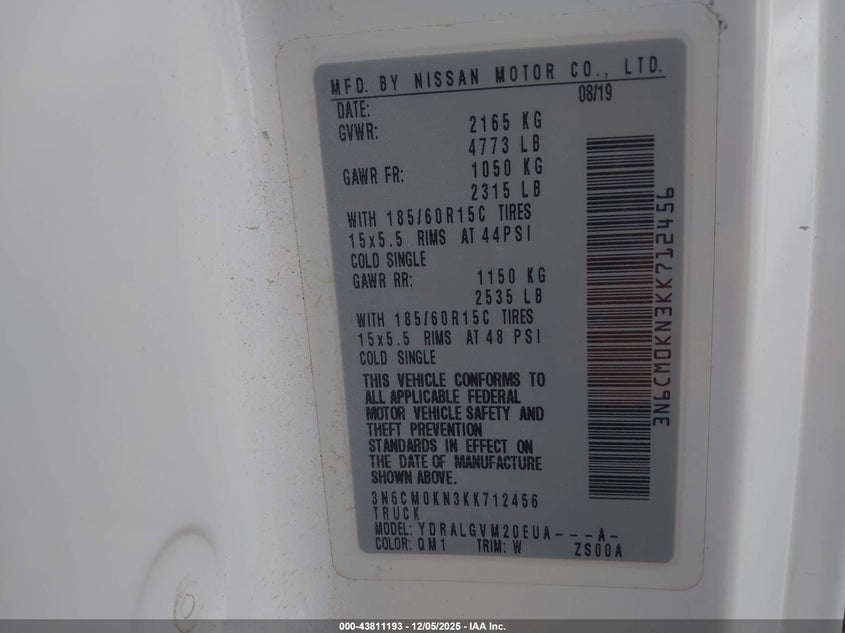 MFD. BY NISSAN MOTOR CO., LTD.
DATE: 08/19
GVWR: 2165 KG
4773 LB
GAWR FR: 1050 KG
2315 LB
WITH 185/60R15C TIRES
15x5.5 RIMS AT 44PSI
COLD SINGLE
GAWR RR: 1150 KG
2535 LB
WITH 185/60R15C TIRES
15x5.5 RIMS AT 48 PSI
COLD SINGLE
THIS VEHICLE CONFORMS TO
ALL APPLICABLE FEDERAL
MOTOR VEHICLE SAFETY AND
THEFT PREVENTION
STANDARDS IN EFFECT ON
THE DATE OF MANUFACTURE
SHOWN ABOVE.
3N6CM0KN3KK712456
TRUCK
MODEL: YDRALGVM20EUA---A-
COLOR: QM1 TRIM: W ZS00A
3N6CM0KN3KK712456
000-43811193 - 12/05/2025 - IAA Inc.